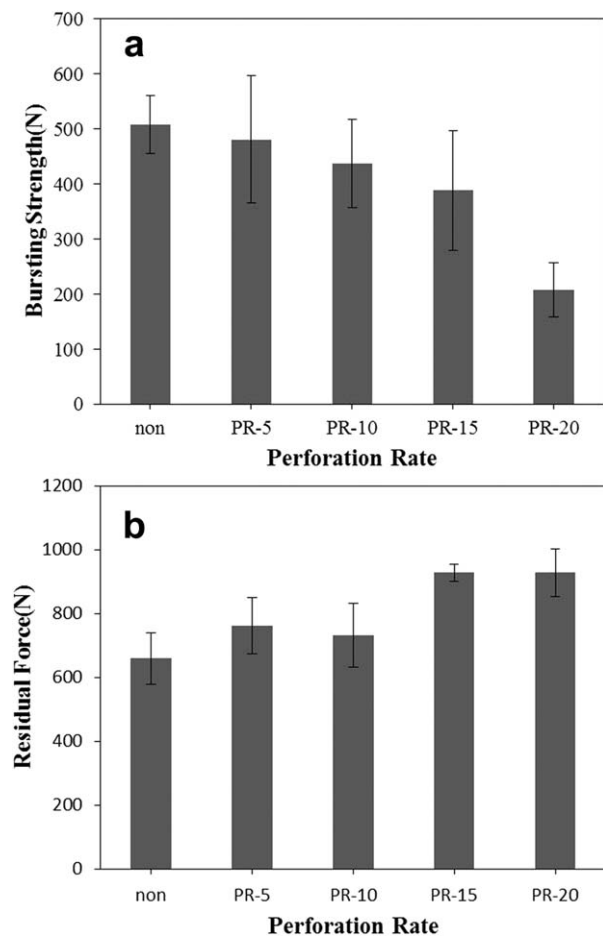 a
Bursting Strength(N)
700
600
500
400
300
200
100
0
non PR-5 PR-10 PR-15 PR-20
Perforation Rate
b
Residual Force(N)
1200
1000
800
600
400
200
0
non PR-5 PR-10 PR-15 PR-20
Perforation Rate